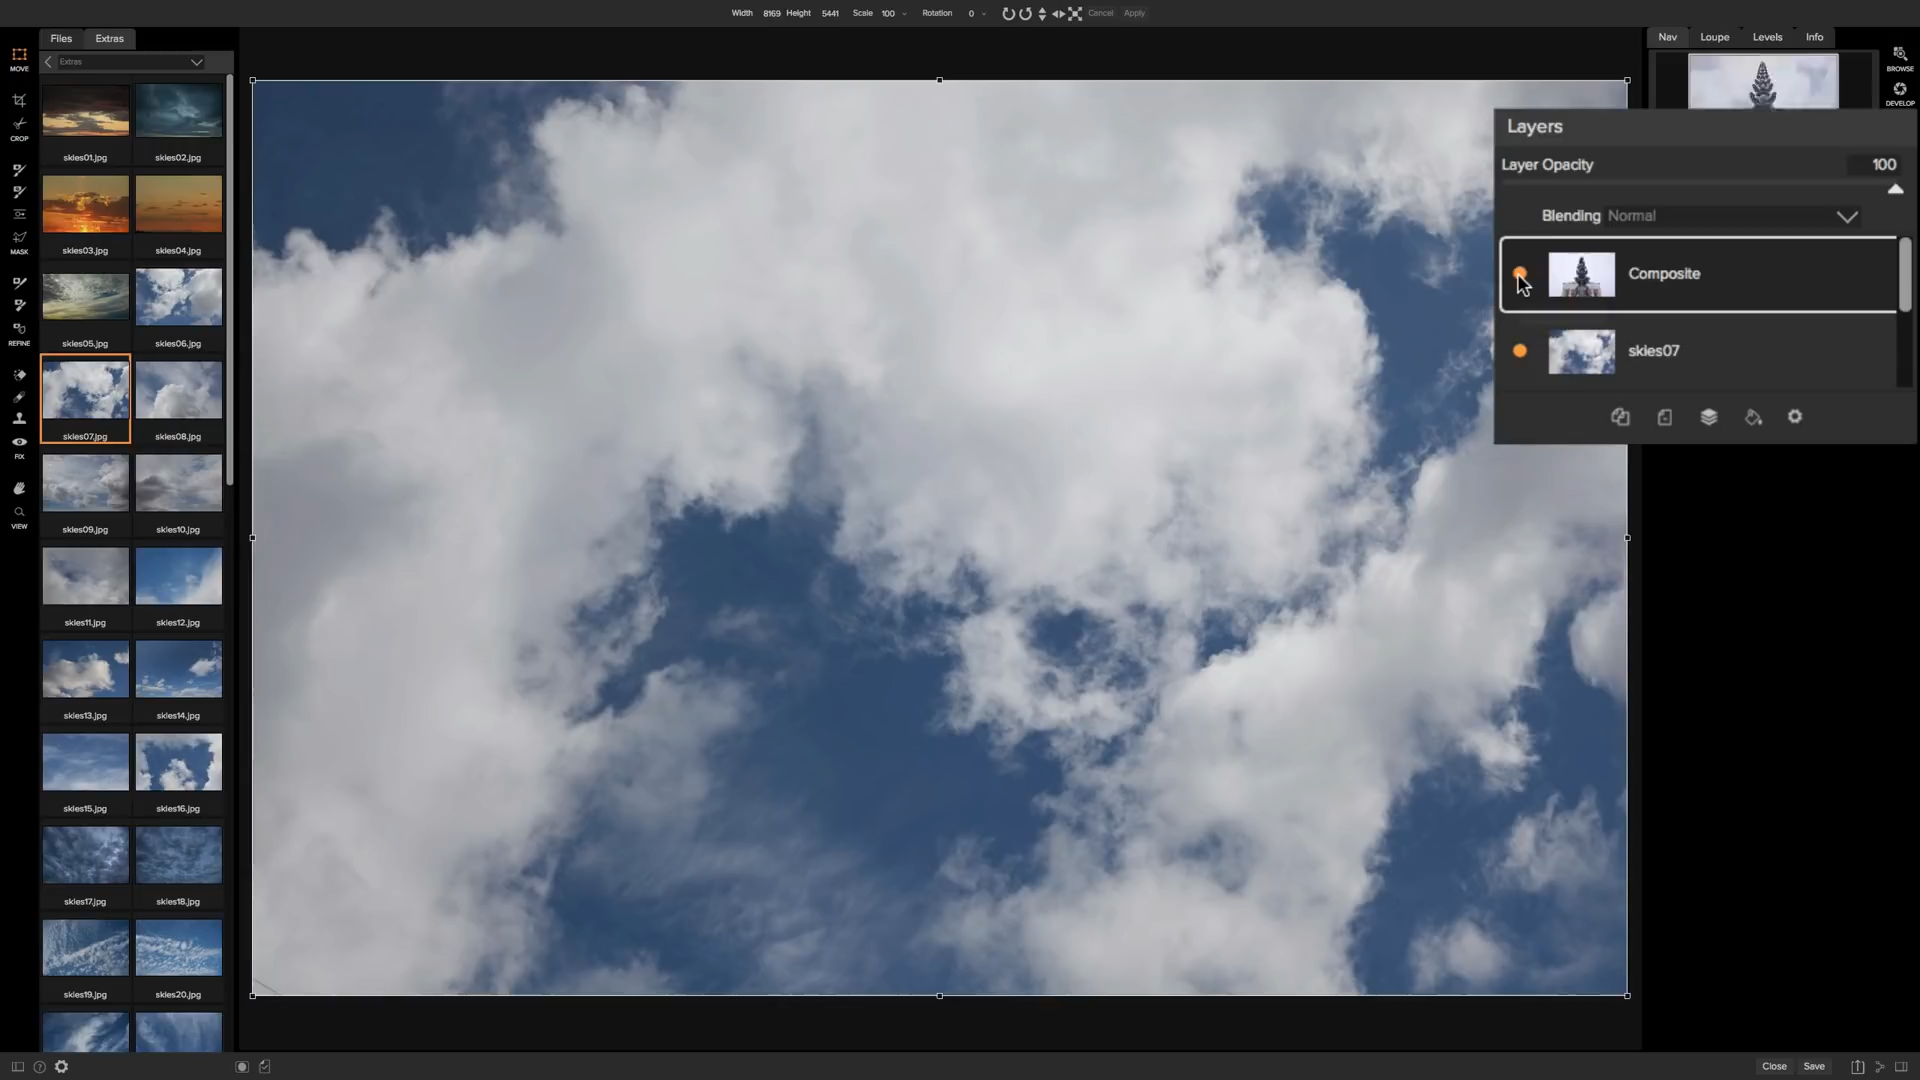 Width 8169 Height 5441 Scale 100 Rotation 0 Cancel Apply
Files Extras
Nav Loupe Levels Info
MOVE
Extras
BROWSE
DEVELOP
CROP
MASK
REFINE
FIX
VIEW
skies01.jpg skies02.jpg
skies03.jpg skies04.jpg
skies05.jpg skies06.jpg
skies07.jpg skies08.jpg
skies09.jpg skies10.jpg
skies11.jpg skies12.jpg
skies13.jpg skies14.jpg
skies15.jpg skies16.jpg
skies17.jpg skies18.jpg
skies19.jpg skies20.jpg
Layers
Layer Opacity 100
Blending Normal
Composite
skies07
Close Save